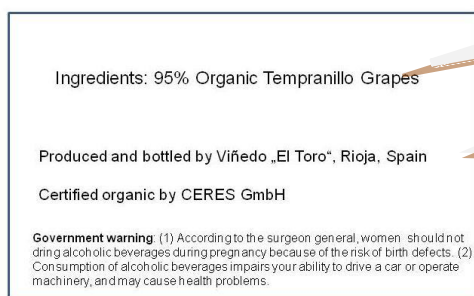 Ingredients: 95% Organic Tempranillo Grapes
Produced and bottled by Viñedo „El Toro“, Rioja, Spain
Certified organic by CERES GmbH
Government warning: (1) According to the surgeon general, women should not
dring alcoholic beverages during pregnancy because of the risk of birth defects. (2)
Consumption of alcoholic beverages impairs your ability to drive a car or operate
machinery, and may cause health problems.